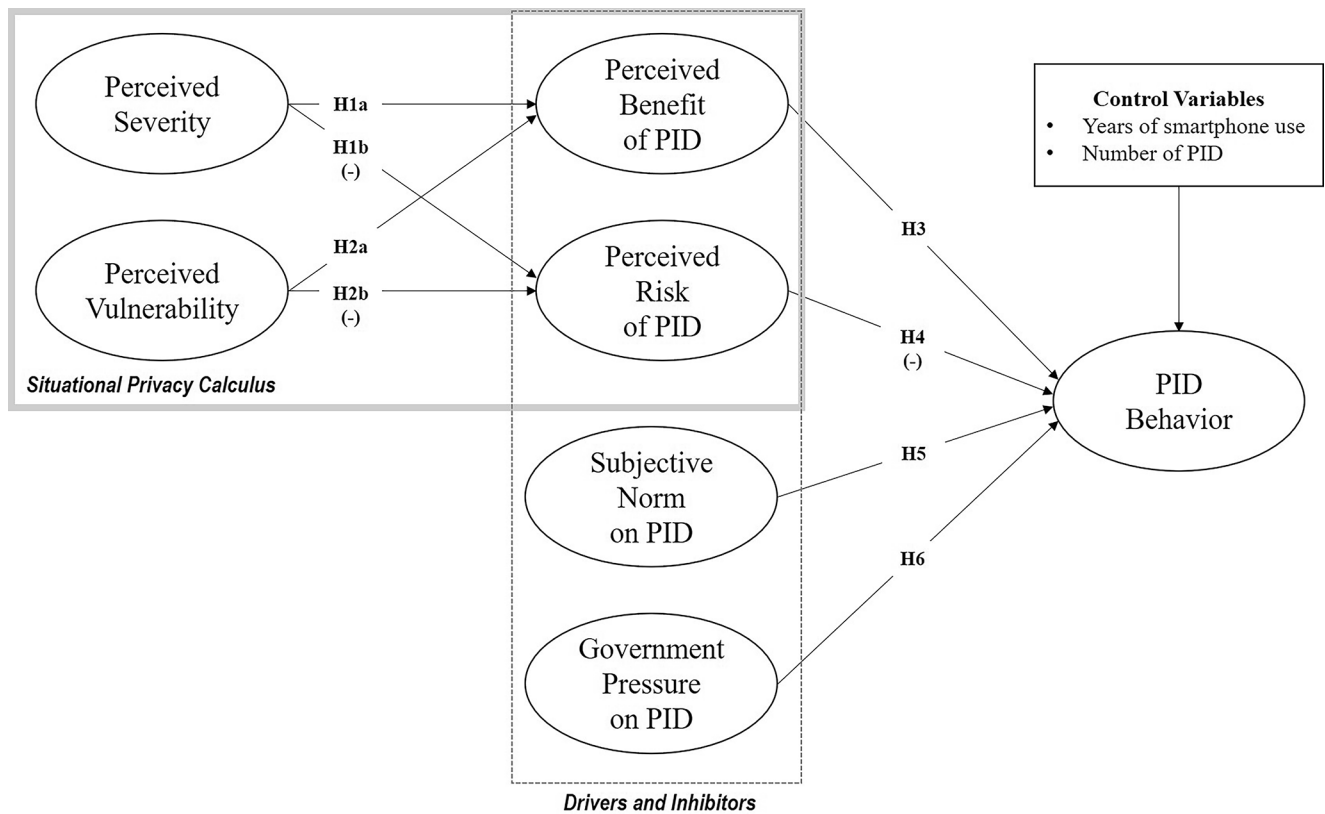 Perceived
Severity
Perceived
Vulnerability
Situational Privacy Calculus
H1a
H1b
(-)
H2a
H2b
(-)
Perceived
Benefit
of PID
Perceived
Risk
of PID
Subjective
Norm
on PID
Government
Pressure
on PID
Drivers and Inhibitors
H3
H4
(-)
H5
H6
Control Variables
• Years of smartphone use
• Number of PID
PID
Behavior